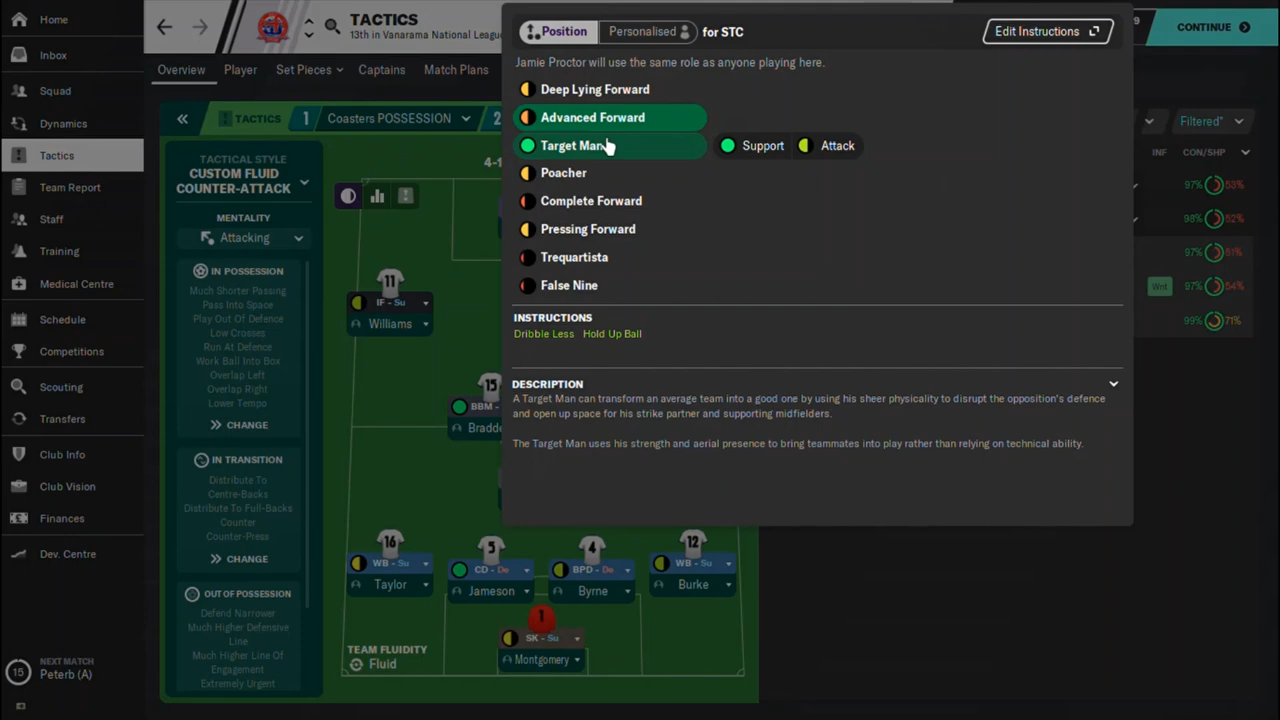 Home
Inbox
Squad
Dynamics
Tactics
Team Report
Staff
Training
Medical Centre
Schedule
Competitions
Scouting
Transfers
Club Info
Club Vision
Finances
Dev. Centre
15
NEXT MATCH
Peterb (A)
TACTICS
13th in Vanarama National Leagu
Overview
Player
Set Pieces
Captains
Match Plans
9
CONTINUE
TACTICS
1
Coasters POSSESSION
2
TACTICAL STYLE
CUSTOM FLUID
COUNTER-ATTACK
MENTALITY
Attacking
IN POSSESSION
Much Shorter Passing
Pass Into Space
Play Out Of Defence
Low Crosses
Run At Defence
Work Ball Into Box
Overlap Left
Overlap Right
Lower Tempo
CHANGE
IN TRANSITION
Distribute To
Centre-Backs
Distribute To Full-Backs
Counter
Counter-Press
CHANGE
OUT OF POSSESSION
Defend Narrower
Much Higher Defensive
Line
Much Higher Line Of
Engagement
Extremely Urgent
4-1
11
IF - Su
Williams
15
BBM -
Bradde
16
WB - Su
Taylor
5
CD - De
Jameson
4
BPD - De
Byrne
12
WB - Su
Burke
1
SK - Su
Montgomery
TEAM FLUIDITY
Fluid
Position
Personalised
for STC
Edit Instructions
Jamie Proctor will use the same role as anyone playing here.
Deep Lying Forward
Advanced Forward
Target Man
Support
Attack
Poacher
Complete Forward
Pressing Forward
Trequartista
False Nine
INSTRUCTIONS
Dribble Less Hold Up Ball
DESCRIPTION
A Target Man can transform an average team into a good one by using his sheer physicality to disrupt the opposition's defence
and open up space for his strike partner and supporting midfielders.
The Target Man uses his strength and aerial presence to bring teammates into play rather than relying on technical ability.
Filtered*
INF CON/SHP
97% 53%
98% 52%
97% 81%
Wnt 97% 54%
99% 71%